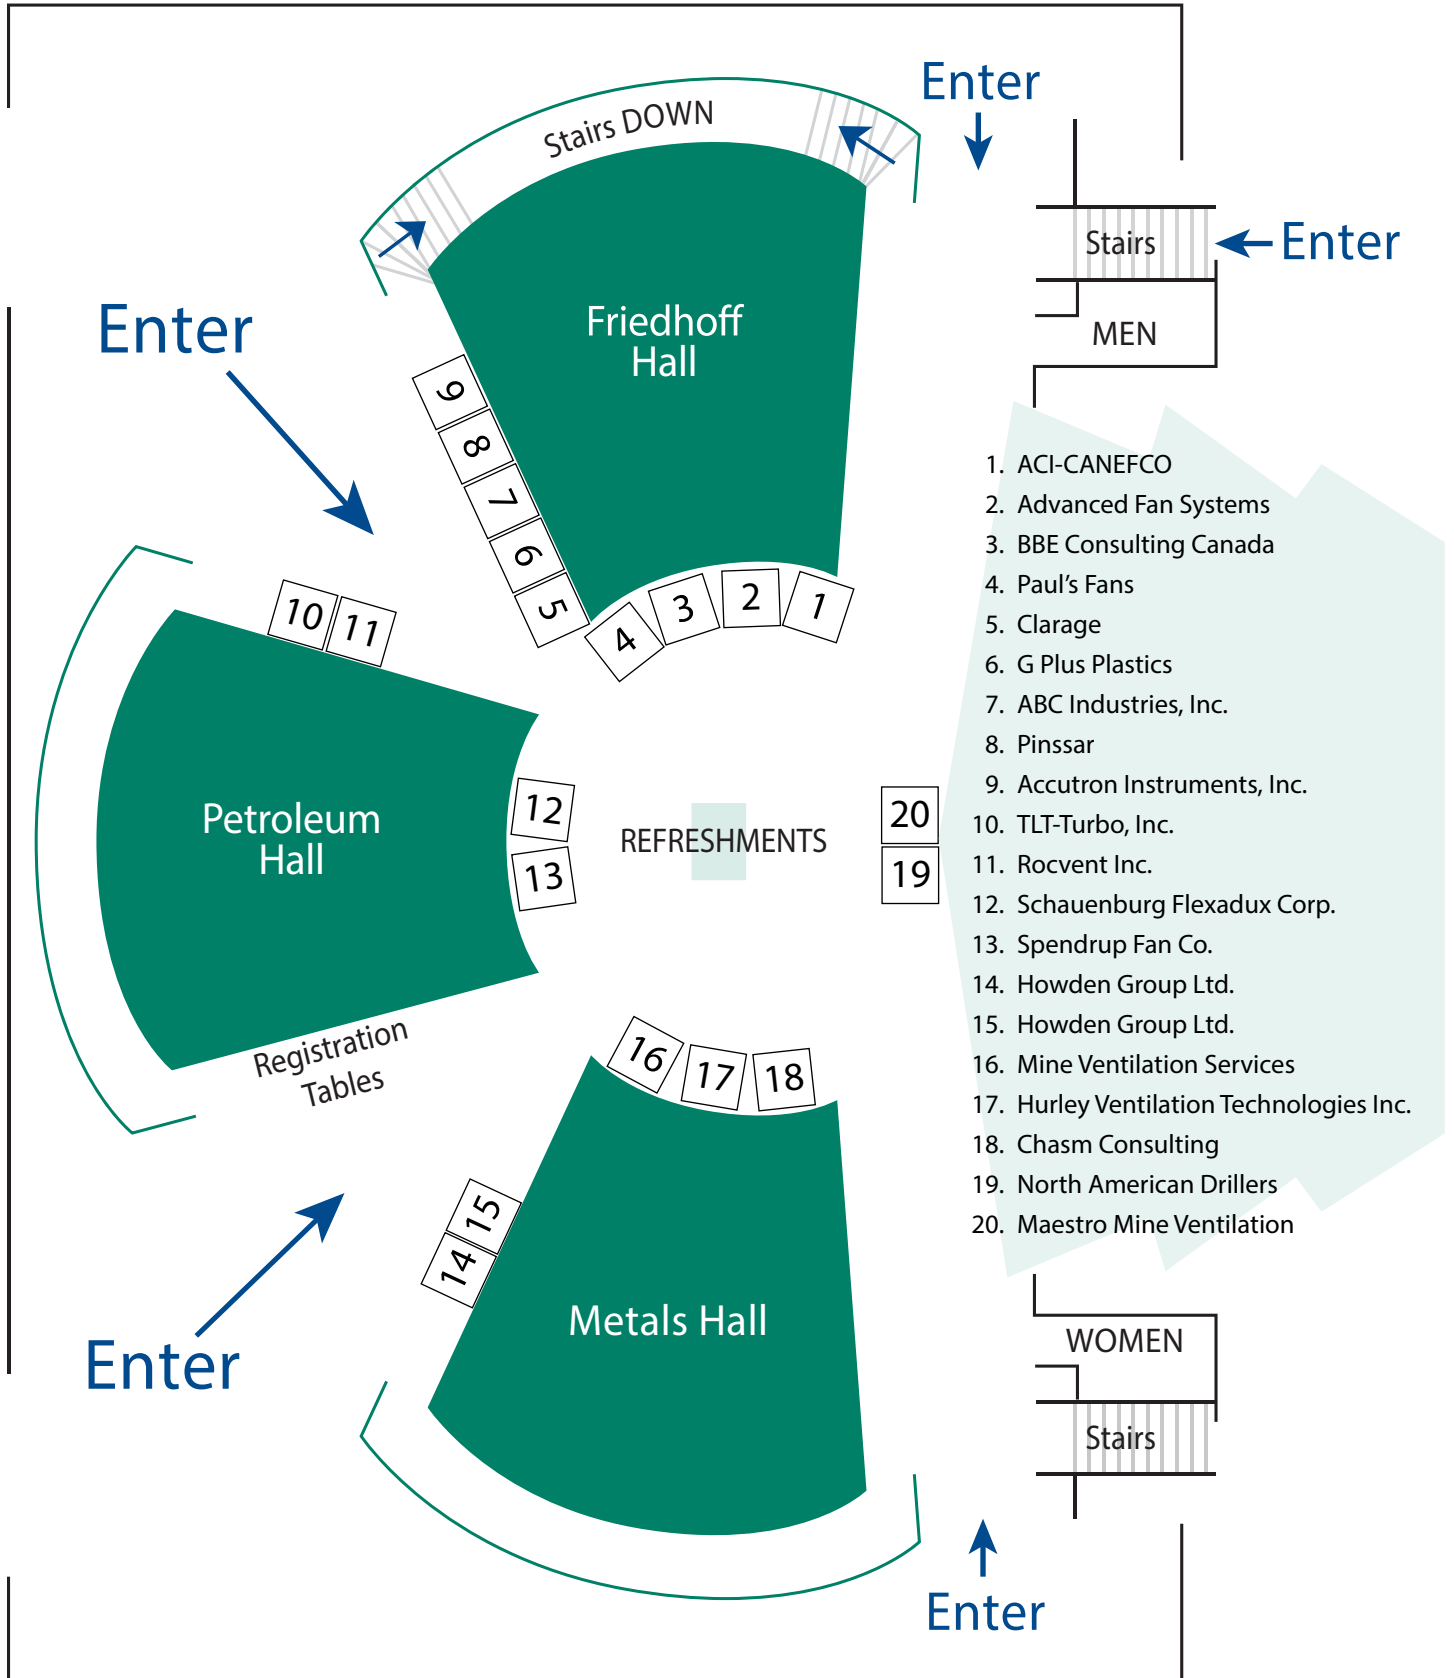 Enter
Stairs DOWN
Stairs
Enter
MEN
Enter
Friedhoff
Hall
9
8
7
6
5
4
3
2
1
10
11
Petroleum
Hall
12
13
REFRESHMENTS
20
19
1. ACI-CANEFCO
2. Advanced Fan Systems
3. BBE Consulting Canada
4. Paul's Fans
5. Clarage
6. G Plus Plastics
7. ABC Industries, Inc.
8. Pinssar
9. Accutron Instruments, Inc.
10. TLT-Turbo, Inc.
11. Rocvent Inc.
12. Schauenburg Flexadux Corp.
13. Spendrup Fan Co.
14. Howden Group Ltd.
15. Howden Group Ltd.
16. Mine Ventilation Services
17. Hurley Ventilation Technologies Inc.
18. Chasm Consulting
19. North American Drillers
20. Maestro Mine Ventilation
Registration
Tables
16
17
18
15
14
Metals Hall
Enter
WOMEN
Stairs
Enter